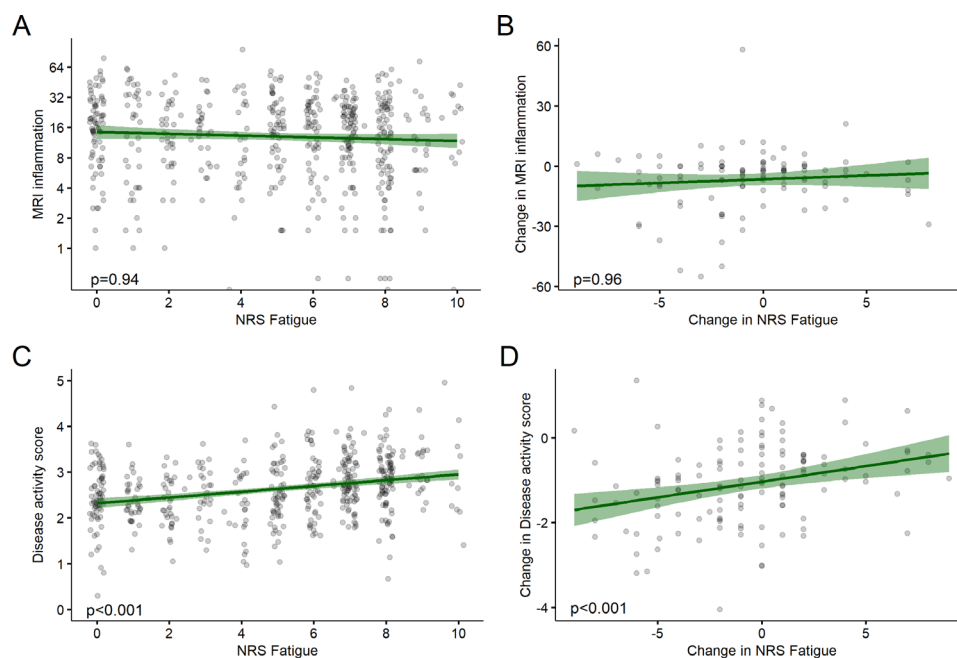 A
MRI inflammation
64
32
16
8
4
2
1
p=0.94
0 2 4 6 8 10
NRS Fatigue
B
Change in MRI inflammation
60
30
0
-30
-60
p=0.96
-5 0 5
Change in NRS Fatigue
C
Disease activity score
5
4
3
2
1
0
p<0.001
0 2 4 6 8 10
NRS Fatigue
D
Change in Disease activity score
0
-2
-4
p<0.001
-5 0 5
Change in NRS Fatigue